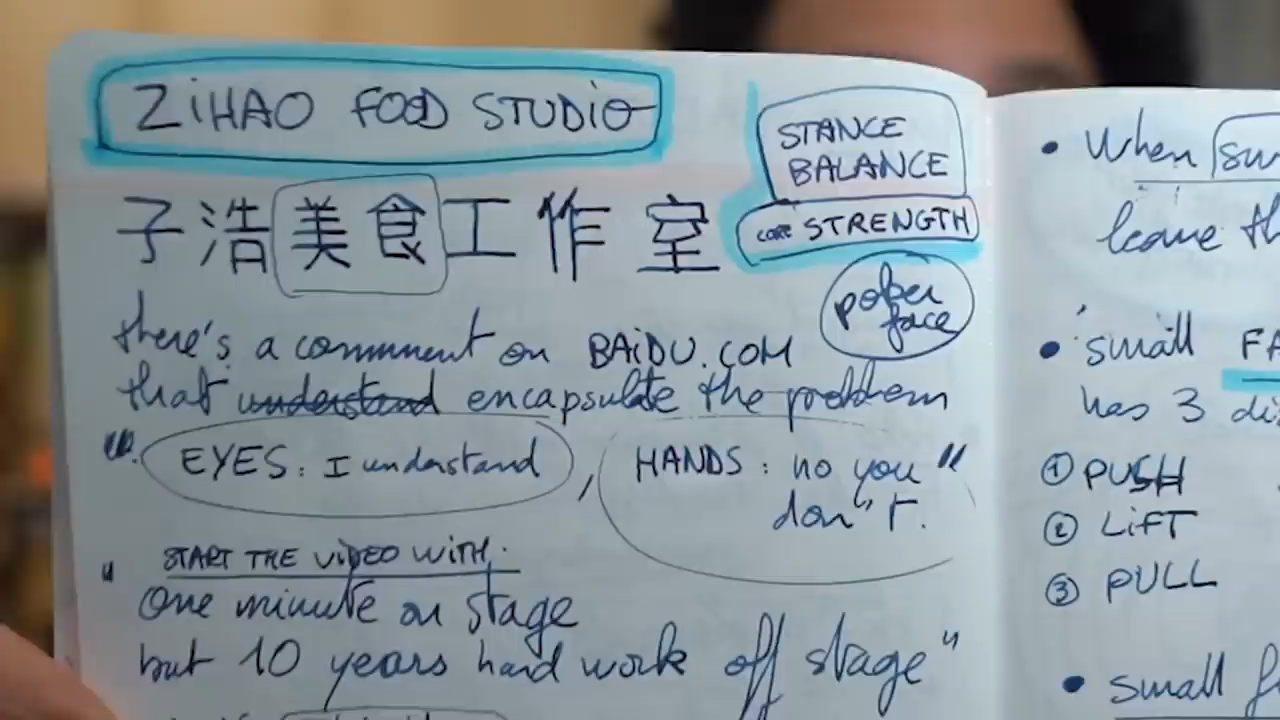 ZiHAO FOOD STUDiO
子浩美食工作室
STANCE
BALANCE
core STRENGTH
poker
face
there's a comment on BAiDU.COM
that understand encapsulate the problem
"EYES: I understand, HANDS: no you"
don't.
START THE ViDEO WiTH:
"one minute on stage
but 10 years hard work off stage"
• When
leave
• small
has 3
① PUSH
② LiFT
③ PULL
• small